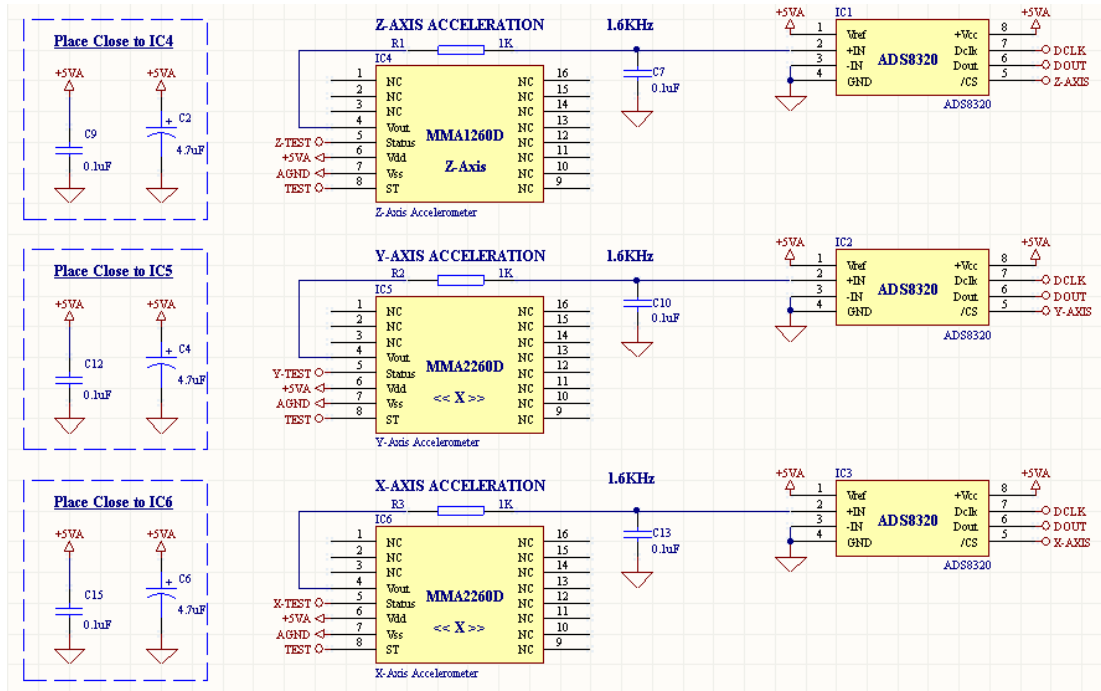 Place Close to IC4
+5VA
+5VA
C9
0.1uF
+
C2
4.7uF
Z-AXIS ACCELERATION
1.6KHz
R1
1K
IC4
1 NC NC 16
2 NC NC 15
3 NC NC 14
4 Vout NC 13
Z-TEST 5 Status NC 12
+5VA 6 Vdd NC 11
AGND 7 Vss NC 10
TEST 8 ST NC 9
MMA1260D
Z-Axis
Z-Axis Accelerometer
C7
0.1uF
IC1
+5VA
+5VA
1 Vref +Vcc 8
2 +IN Dclk 7 DCLK
3 -IN Dout 6 DOUT
4 GND /CS 5 Z-AXIS
ADS8320
ADS8320
Place Close to IC5
+5VA
+5VA
C12
0.1uF
+
C4
4.7uF
Y-AXIS ACCELERATION
1.6KHz
R2
1K
IC5
1 NC NC 16
2 NC NC 15
3 NC NC 14
4 Vout NC 13
Y-TEST 5 Status NC 12
+5VA 6 Vdd NC 11
AGND 7 Vss NC 10
TEST 8 ST NC 9
MMA2260D
<< X >>
Y-Axis Accelerometer
C10
0.1uF
IC2
+5VA
+5VA
1 Vref +Vcc 8
2 +IN Dclk 7 DCLK
3 -IN Dout 6 DOUT
4 GND /CS 5 Y-AXIS
ADS8320
ADS8320
Place Close to IC6
+5VA
+5VA
C15
0.1uF
+
C6
4.7uF
X-AXIS ACCELERATION
1.6KHz
R3
1K
IC6
1 NC NC 16
2 NC NC 15
3 NC NC 14
4 Vout NC 13
X-TEST 5 Status NC 12
+5VA 6 Vdd NC 11
AGND 7 Vss NC 10
TEST 8 ST NC 9
MMA2260D
<< X >>
X-Axis Accelerometer
C13
0.1uF
IC3
+5VA
+5VA
1 Vref +Vcc 8
2 +IN Dclk 7 DCLK
3 -IN Dout 6 DOUT
4 GND /CS 5 X-AXIS
ADS8320
ADS8320